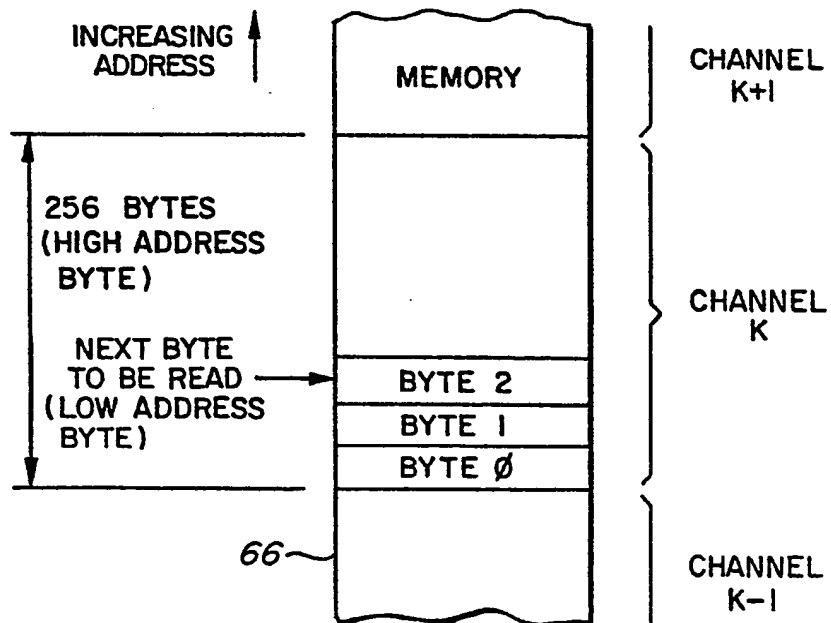 INCREASING
ADDRESS
MEMORY
CHANNEL
K+1
256 BYTES
(HIGH ADDRESS
BYTE)
CHANNEL
K
NEXT BYTE
TO BE READ
(LOW ADDRESS
BYTE)
BYTE 2
BYTE 1
BYTE Ø
66
CHANNEL
K-1